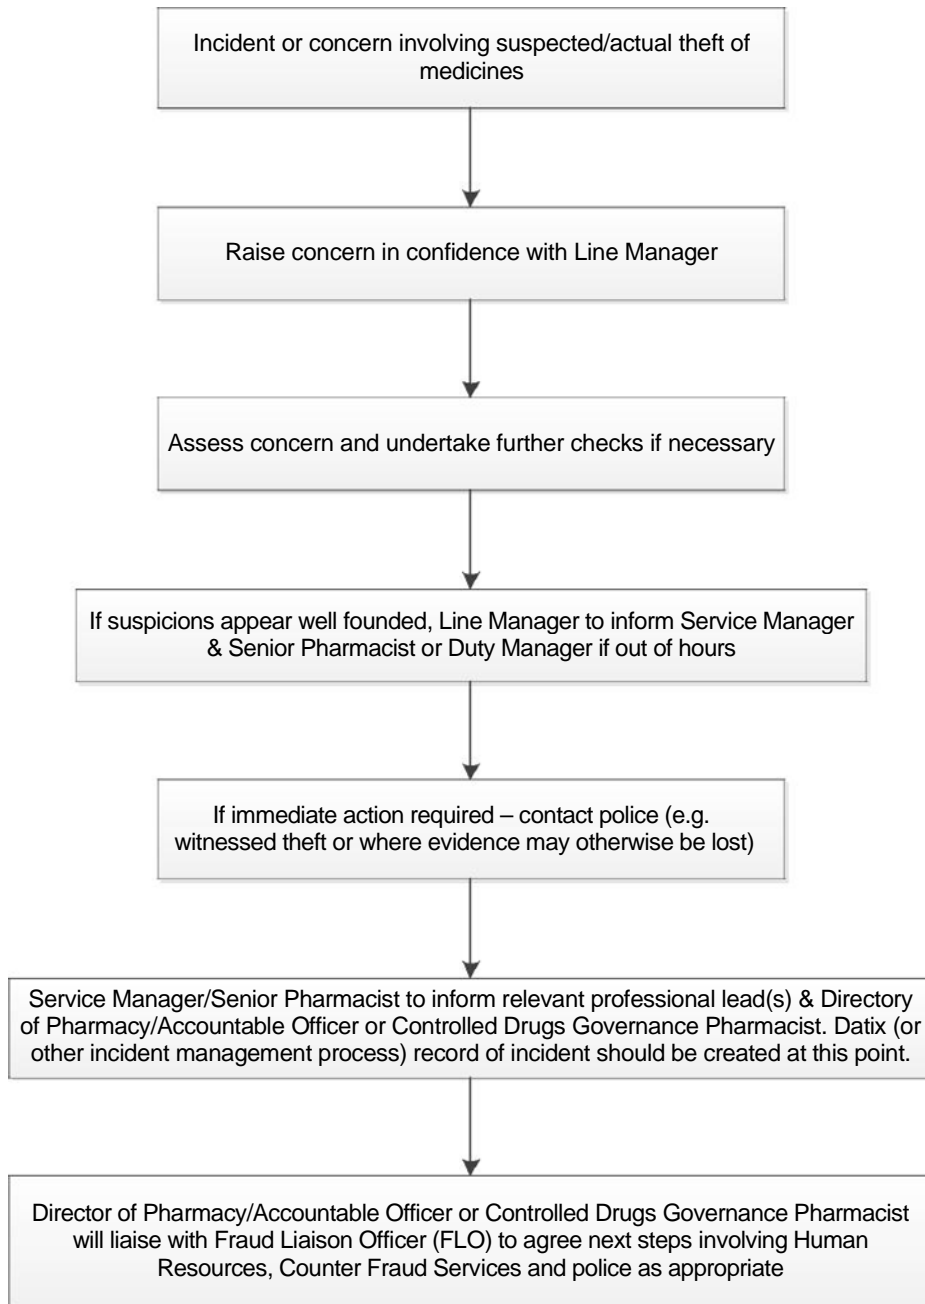 Incident or concern involving suspected/actual theft of
medicines
Raise concern in confidence with Line Manager
Assess concern and undertake further checks if necessary
If suspicions appear well founded, Line Manager to inform Service Manager
& Senior Pharmacist or Duty Manager if out of hours
If immediate action required – contact police (e.g.
witnessed theft or where evidence may otherwise be lost)
Service Manager/Senior Pharmacist to inform relevant professional lead(s) & Directory
of Pharmacy/Accountable Officer or Controlled Drugs Governance Pharmacist. Datix (or
other incident management process) record of incident should be created at this point.
Director of Pharmacy/Accountable Officer or Controlled Drugs Governance Pharmacist
will liaise with Fraud Liaison Officer (FLO) to agree next steps involving Human
Resources, Counter Fraud Services and police as appropriate